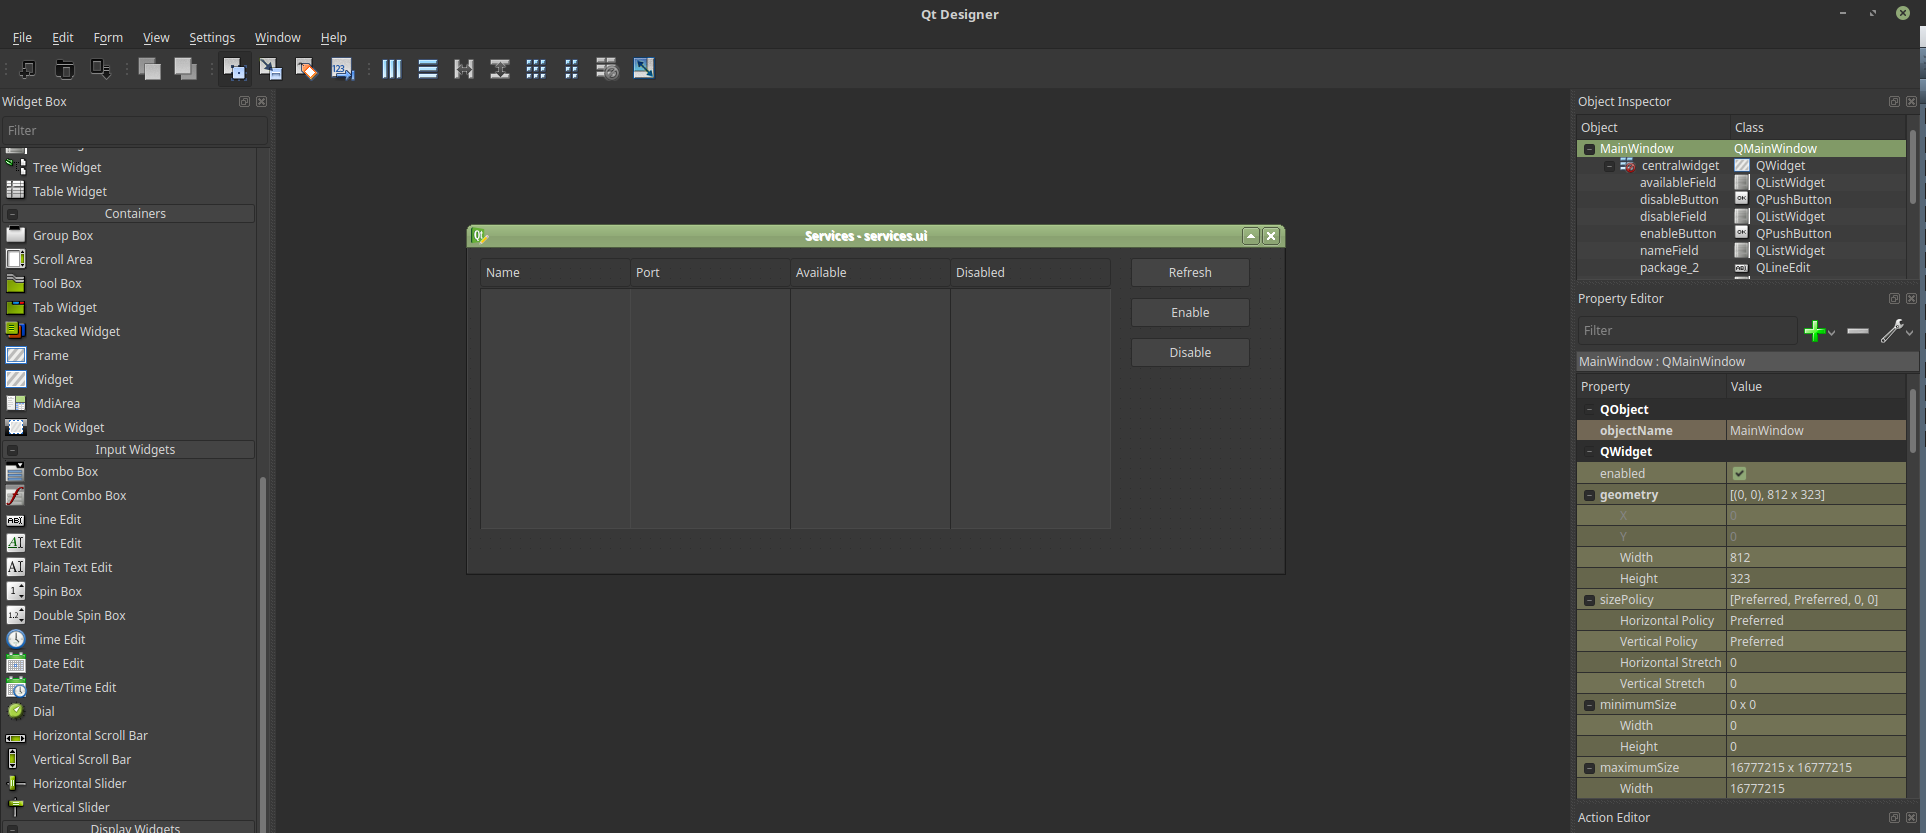 Qt Designer
File Edit Form View Settings Window Help
Widget Box
Filter
Tree Widget
Table Widget
Containers
Group Box
Scroll Area
Tool Box
Tab Widget
Stacked Widget
Frame
Widget
MdiArea
Dock Widget
Input Widgets
Combo Box
Font Combo Box
Line Edit
Text Edit
Plain Text Edit
Spin Box
Double Spin Box
Time Edit
Date Edit
Date/Time Edit
Dial
Horizontal Scroll Bar
Vertical Scroll Bar
Horizontal Slider
Vertical Slider
Display Widgets
Services - services.ui
Name Port Available Disabled
Refresh
Enable
Disable
Object Inspector
Object Class
MainWindow QMainWindow
centralwidget QWidget
availableField QListWidget
disableButton QPushButton
disableField QListWidget
enableButton QPushButton
nameField QListWidget
package_2 QLineEdit
Property Editor
Filter
MainWindow : QMainWindow
Property Value
QObject
objectName MainWindow
QWidget
enabled
geometry [(0, 0), 812 x 323]
X 0
Y 0
Width 812
Height 323
sizePolicy [Preferred, Preferred, 0, 0]
Horizontal Policy Preferred
Vertical Policy Preferred
Horizontal Stretch 0
Vertical Stretch 0
minimumSize 0 x 0
Width 0
Height 0
maximumSize 16777215 x 16777215
Width 16777215
Action Editor